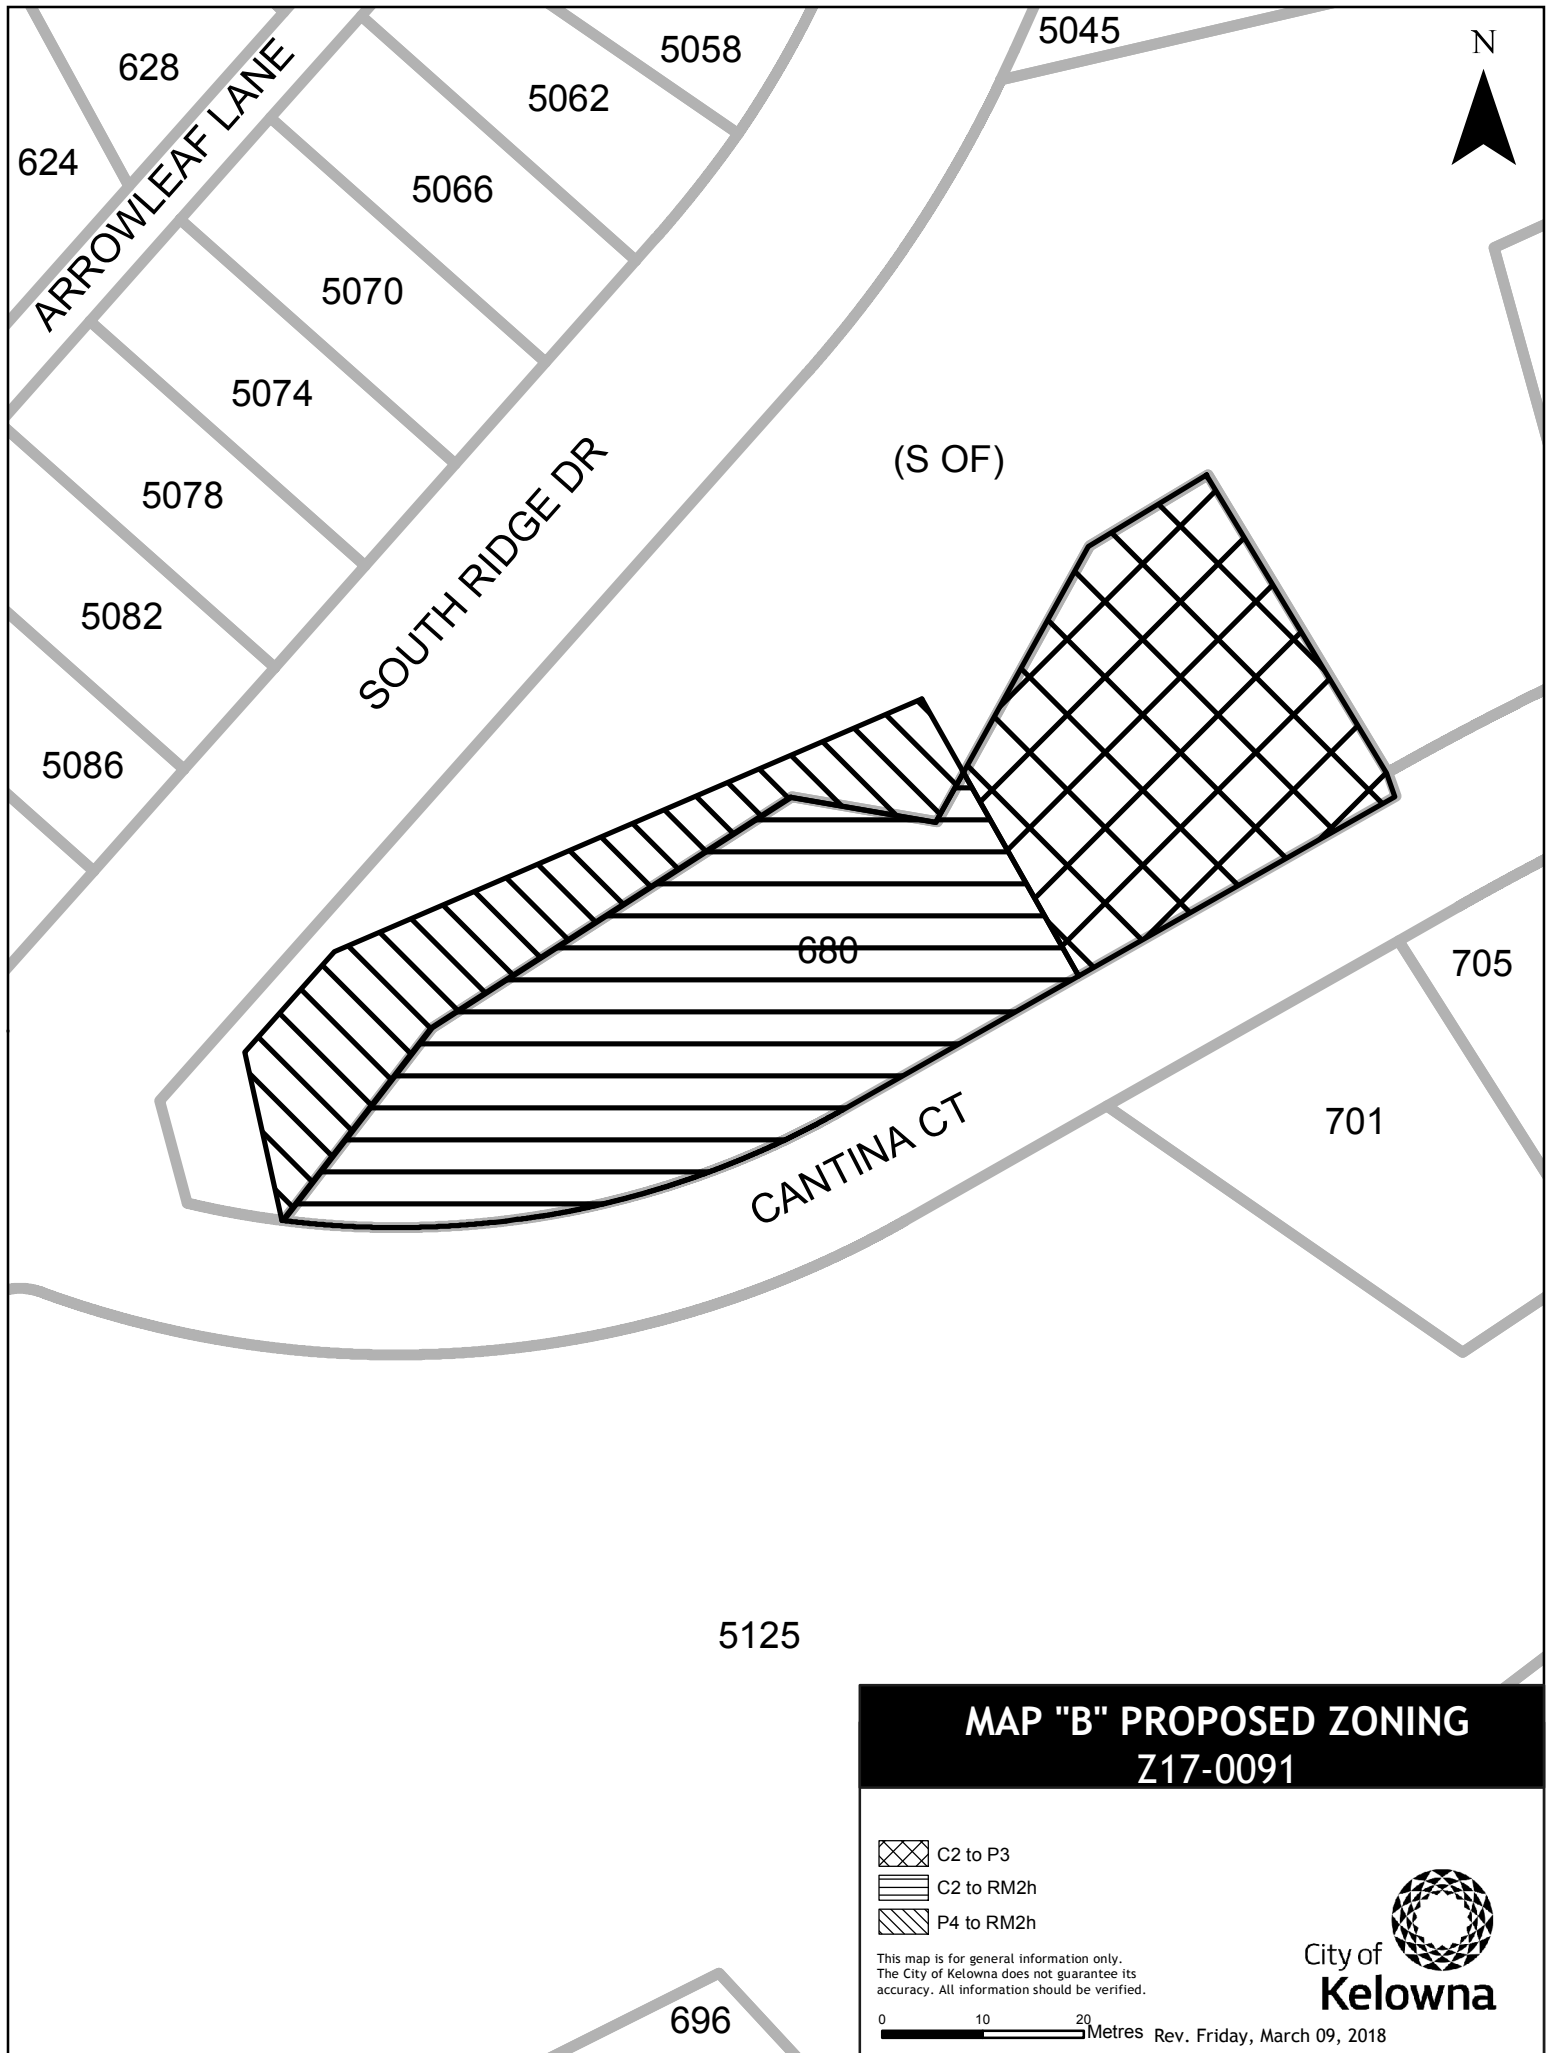 5045
5058
628
N
5062
ARROWLEAF LANE
624
5066
5070
5074
(S OF)
5078
SOUTH RIDGE DR
5082
5086
680
705
701
CANTINA CT
5125
MAP "B" PROPOSED ZONING
Z17-0091
C2 to P3
C2 to RM2h
P4 to RM2h
This map is for general information only.
The City of Kelowna does not guarantee its
accuracy. All information should be verified.
City of
Kelowna
0 10 20 Metres
Rev. Friday, March 09, 2018
696